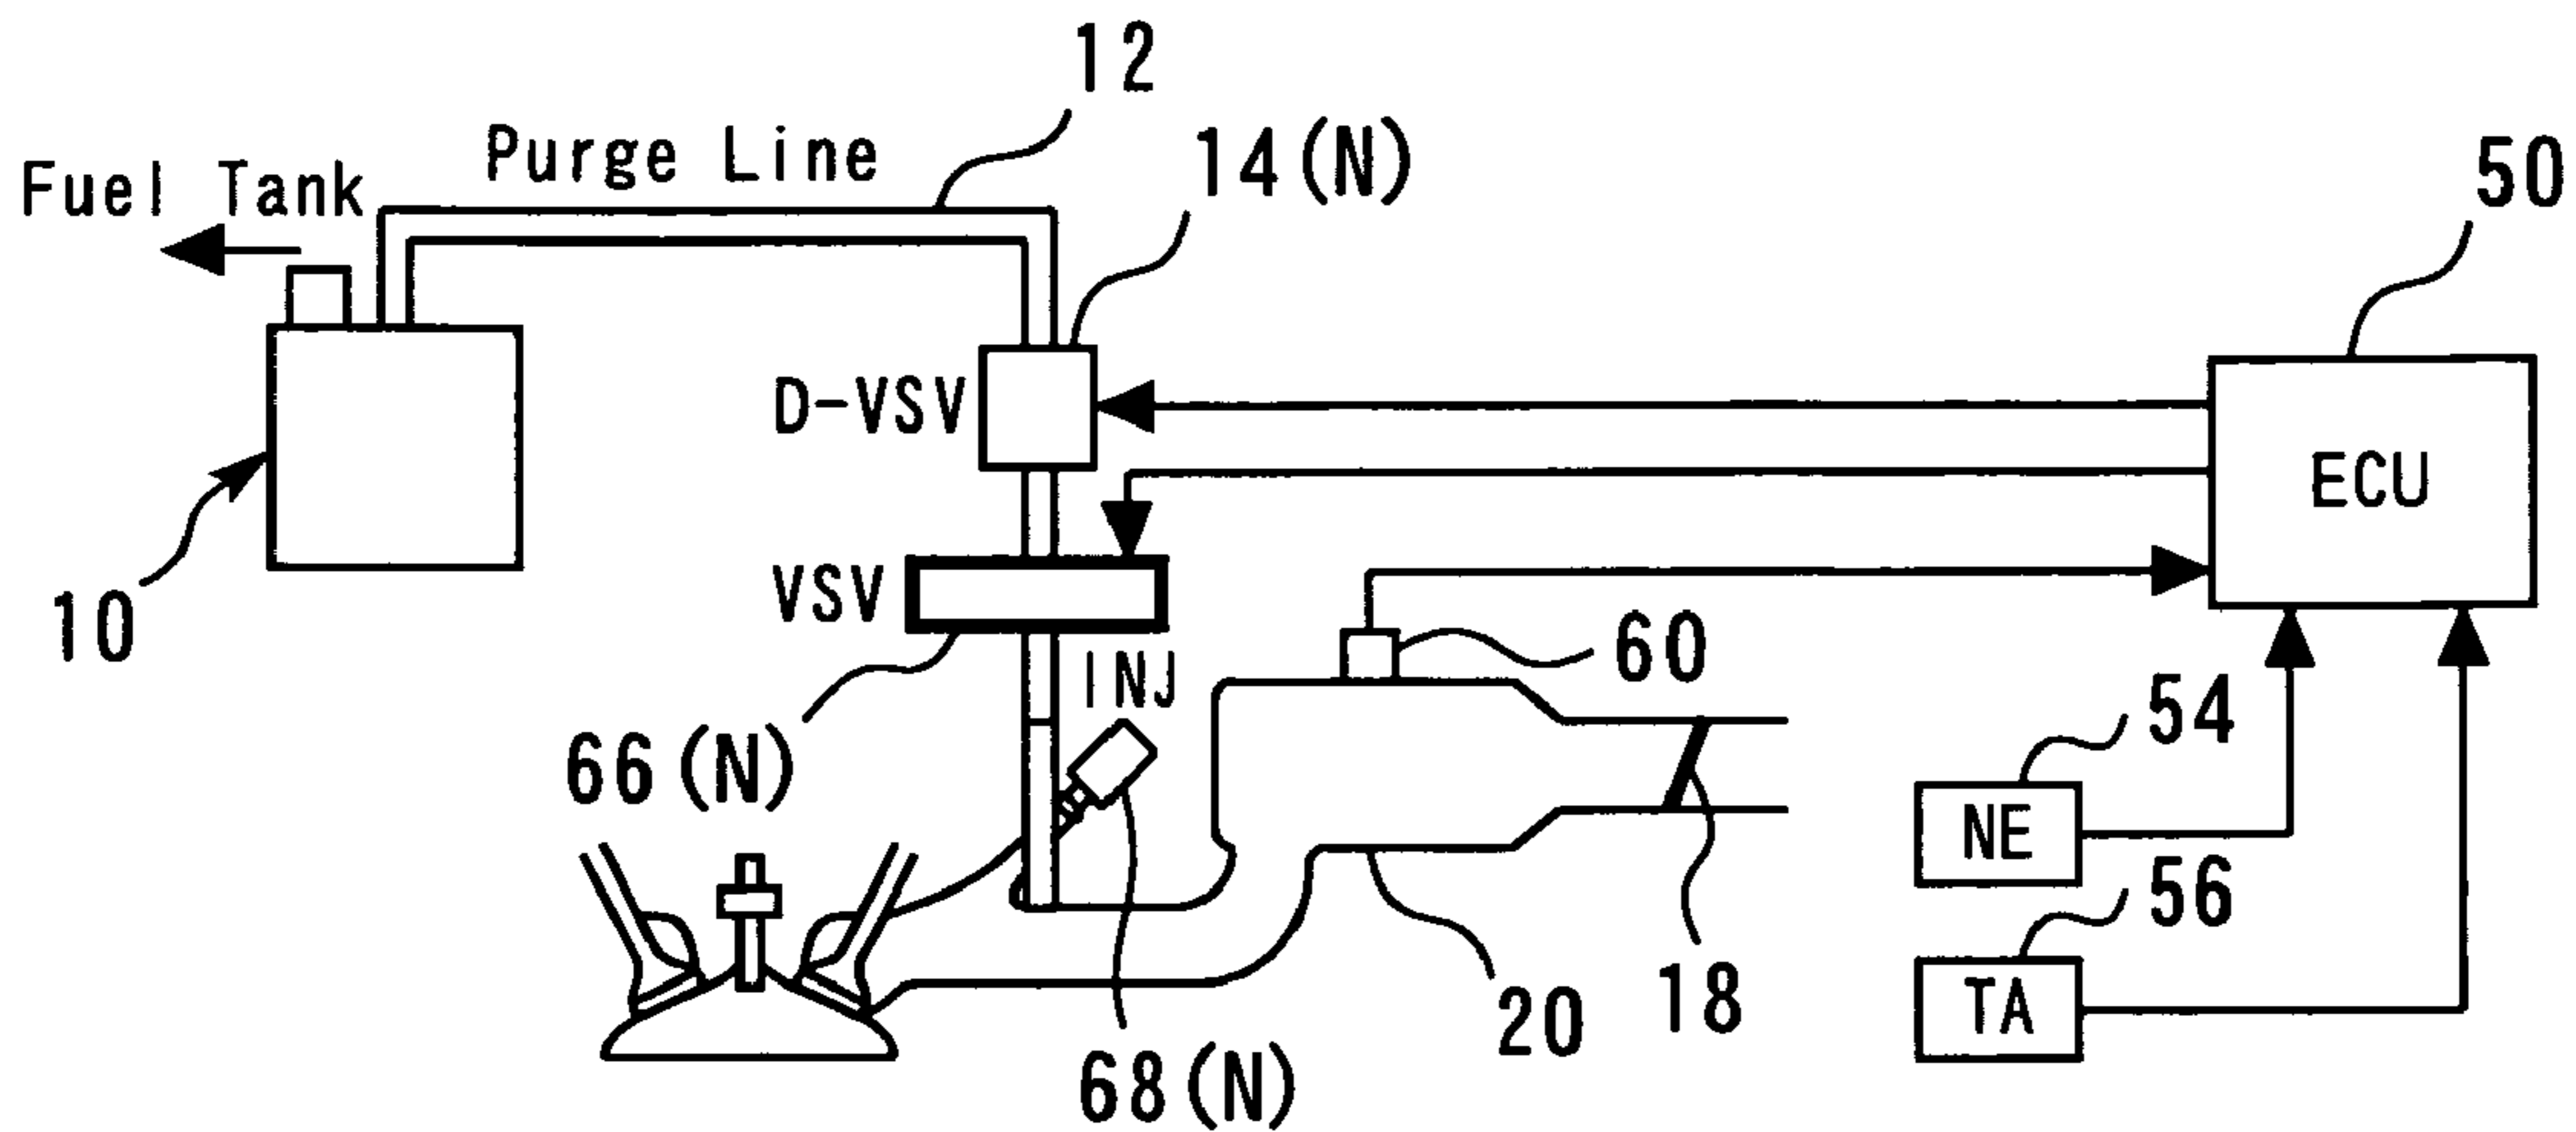 12
Purge Line
14(N)
Fuel Tank
50
D-VSV
ECU
VSV
10
60
INJ
54
66(N)
NE
56
18
20
TA
68(N)